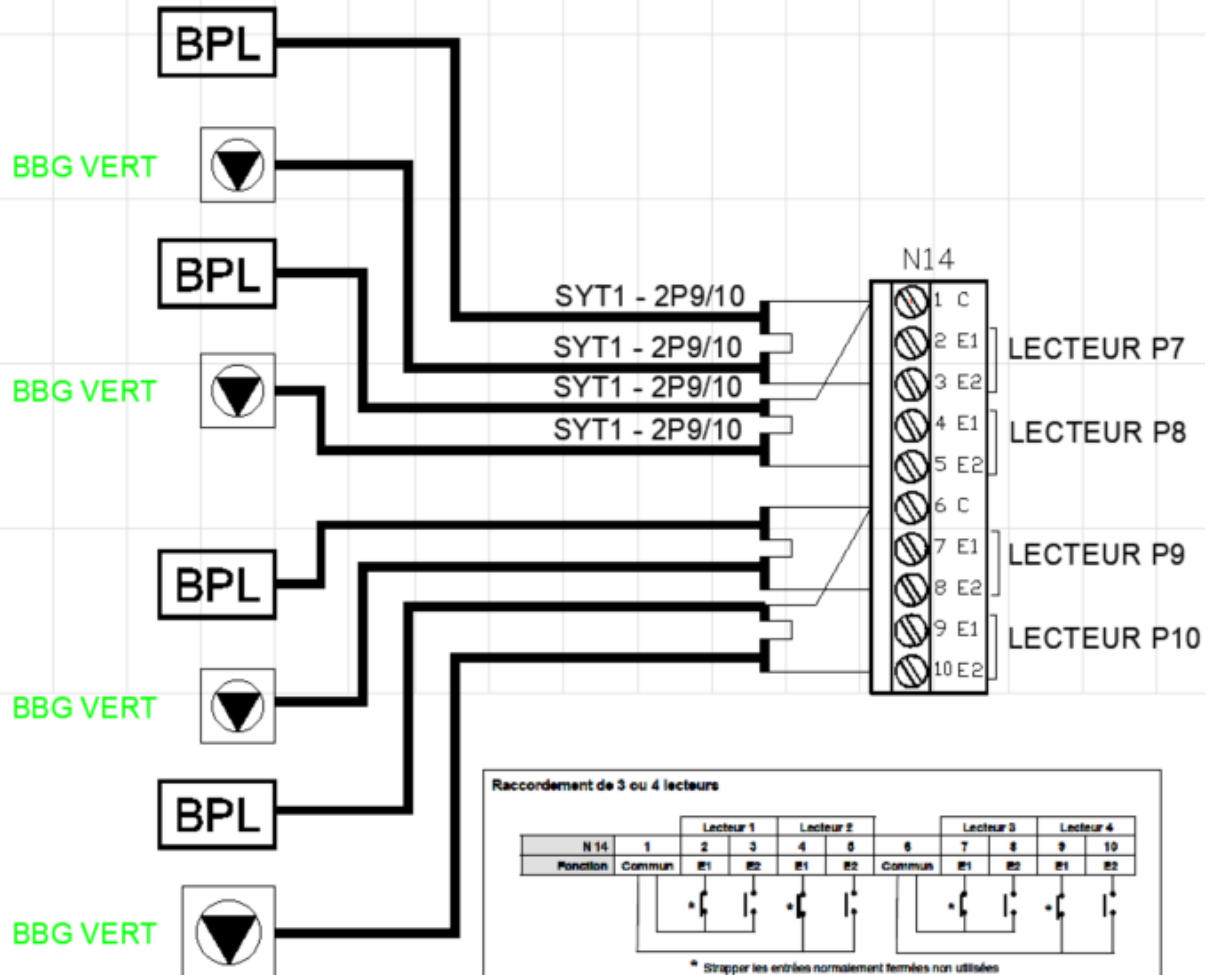 BPL
BBG VERT
BPL
BBG VERT
BPL
BBG VERT
BPL
BBG VERT
SYT1 - 2P9/10
SYT1 - 2P9/10
SYT1 - 2P9/10
SYT1 - 2P9/10
N14
1 C
2 E1
3 E2
LECTEUR P7
4 E1
5 E2
LECTEUR P8
6 C
7 E1
8 E2
LECTEUR P9
9 E1
10 E2
LECTEUR P10
Raccordement de 3 ou 4 lecteurs
Lecteur 1 Lecteur 2 Lecteur 3 Lecteur 4
N 14 1 2 3 4 5 6 7 8 9 10
Fonction Commun E1 E2 E1 E2 Commun E1 E2 E1 E2
* * * *
* Strapper les entrées normalement fermées non utilisées